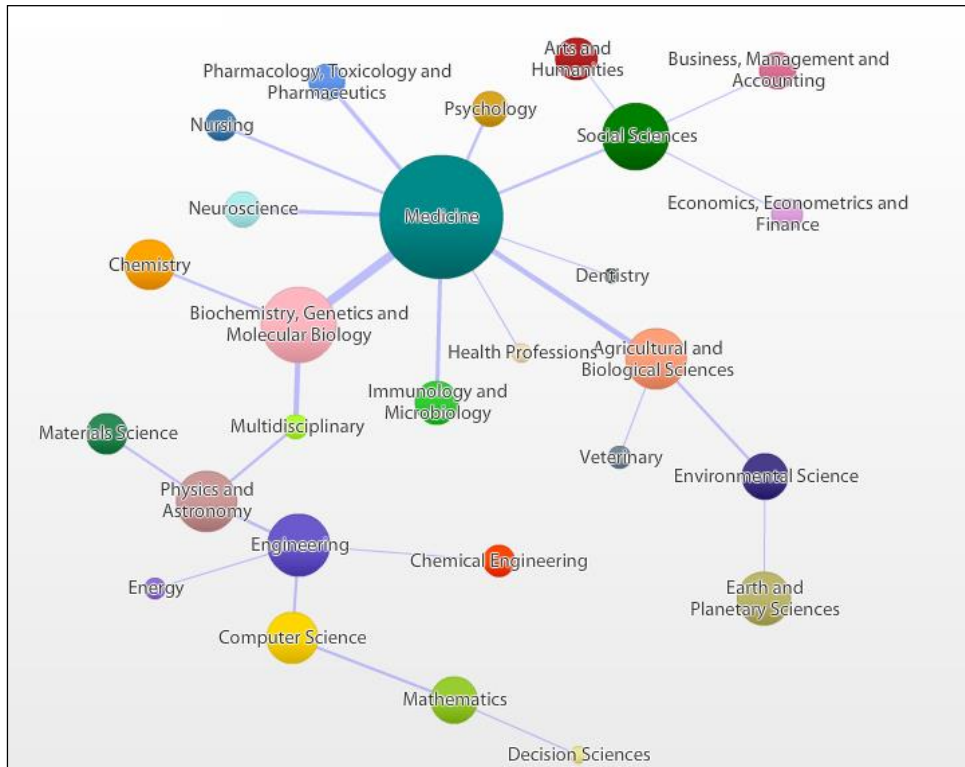 Arts and
Humanities
Business, Management and
Accounting
Pharmacology, Toxicology and
Pharmaceutics
Psychology
Nursing
Social Sciences
Neuroscience
Medicine
Economics, Econometrics and
Finance
Chemistry
Dentistry
Biochemistry, Genetics and
Molecular Biology
Health Professions
Agricultural and
Biological Sciences
Immunology and
Microbiology
Multidisciplinary
Materials Science
Veterinary
Environmental Science
Physics and
Astronomy
Engineering
Chemical Engineering
Energy
Earth and
Planetary Sciences
Computer Science
Mathematics
Decision Sciences